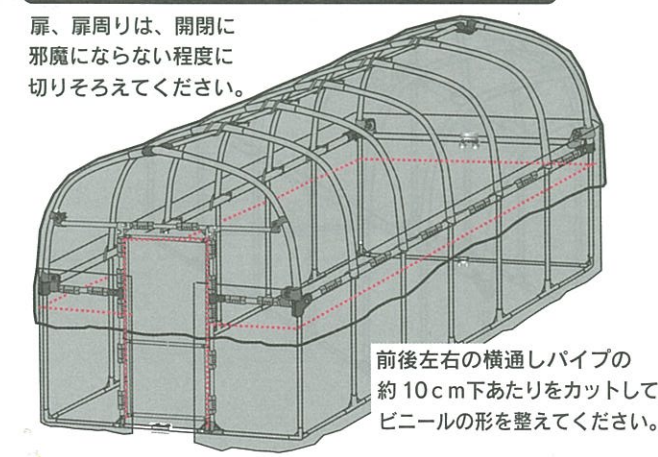 扉、扉周りは、開閉に
邪魔にならない程度に
切りそろえてください。
前後左右の横通しパイプの
約10cm下あたりをカットして
ビニールの形を整えてください。